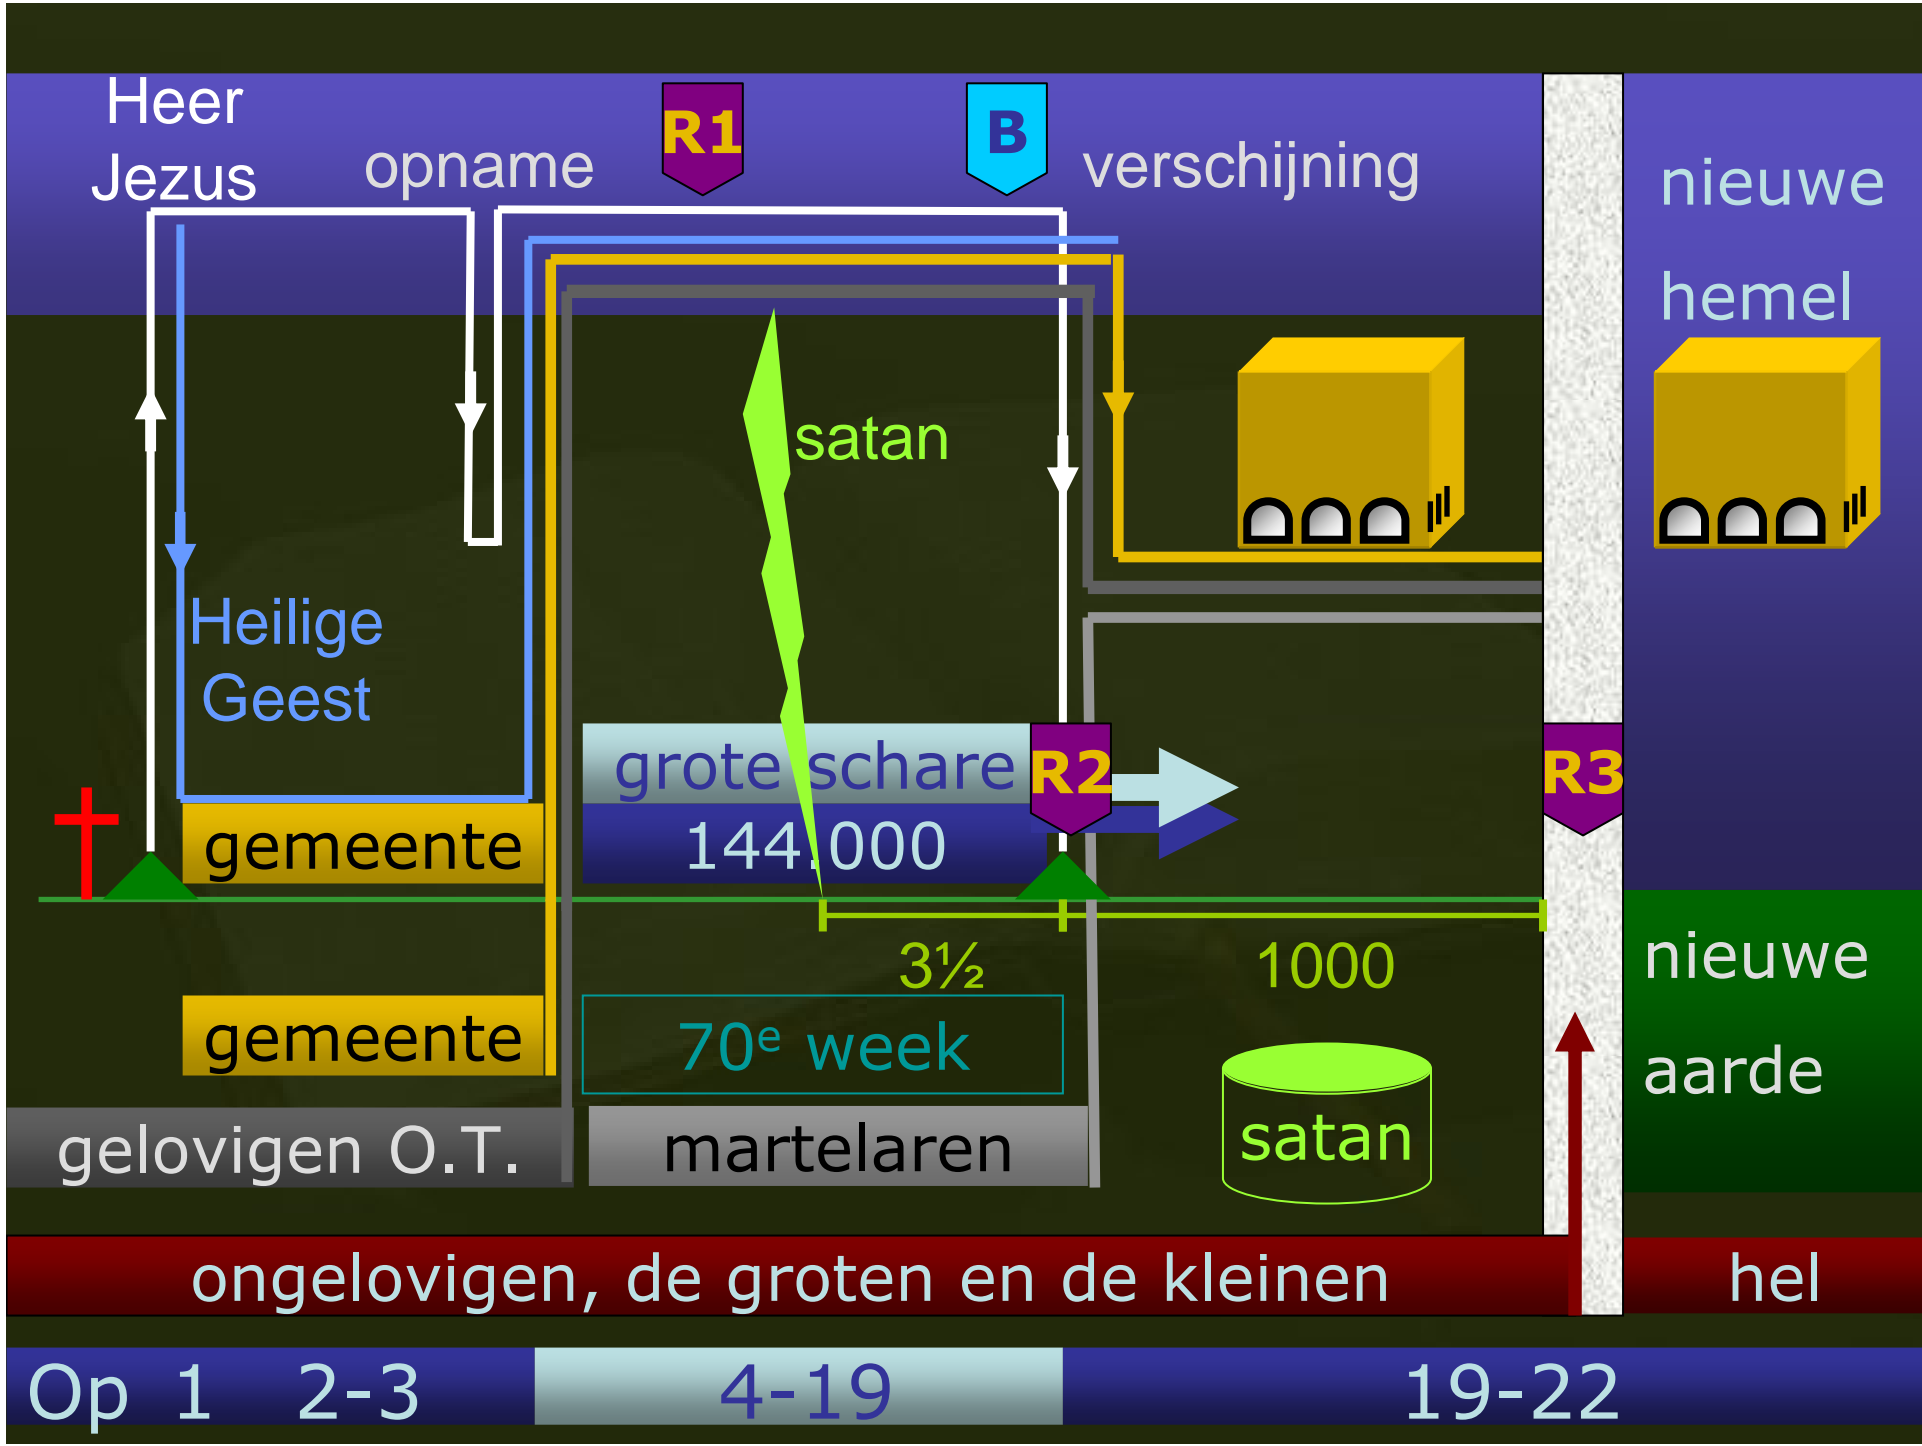 Heer
Jezus
opname
R1
B
verschijning
nieuwe
hemel
satan
Heilige
Geest
grote schare
R2
R3
gemeente
144.000
3½
1000
nieuwe
aarde
gemeente
70e week
gelovigen O.T.
martelaren
satan
ongelovigen, de groten en de kleinen
hel
Op 1 2-3 4-19 19-22